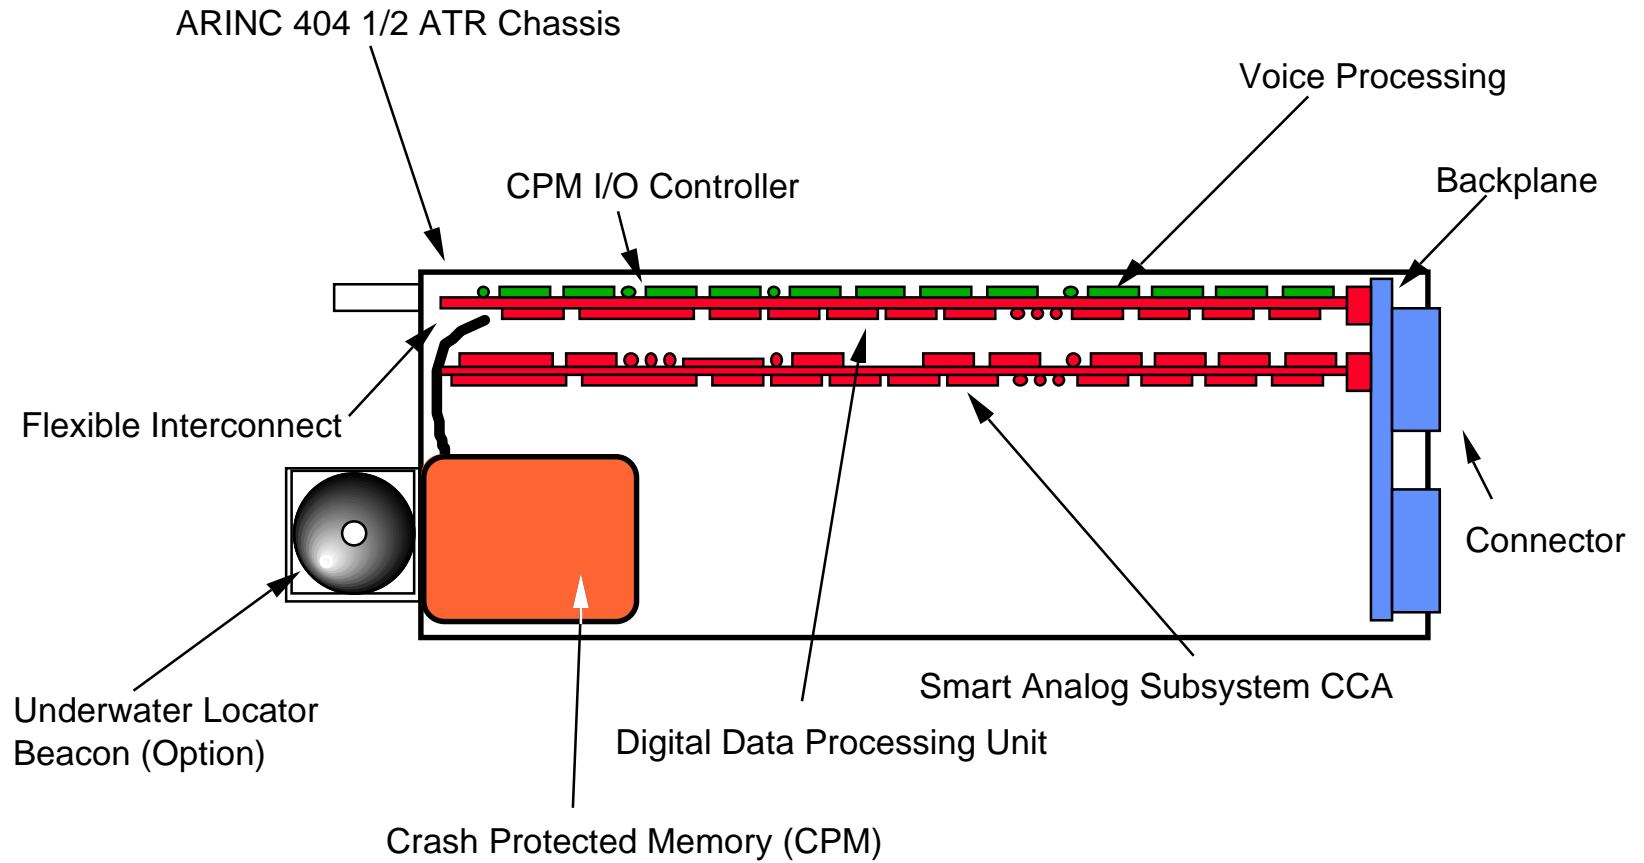 ARINC 404 1/2 ATR Chassis
Voice Processing
CPM I/O Controller
Backplane
Flexible Interconnect
Connector
Smart Analog Subsystem CCA
Underwater Locator
Beacon (Option)
Digital Data Processing Unit
Crash Protected Memory (CPM)